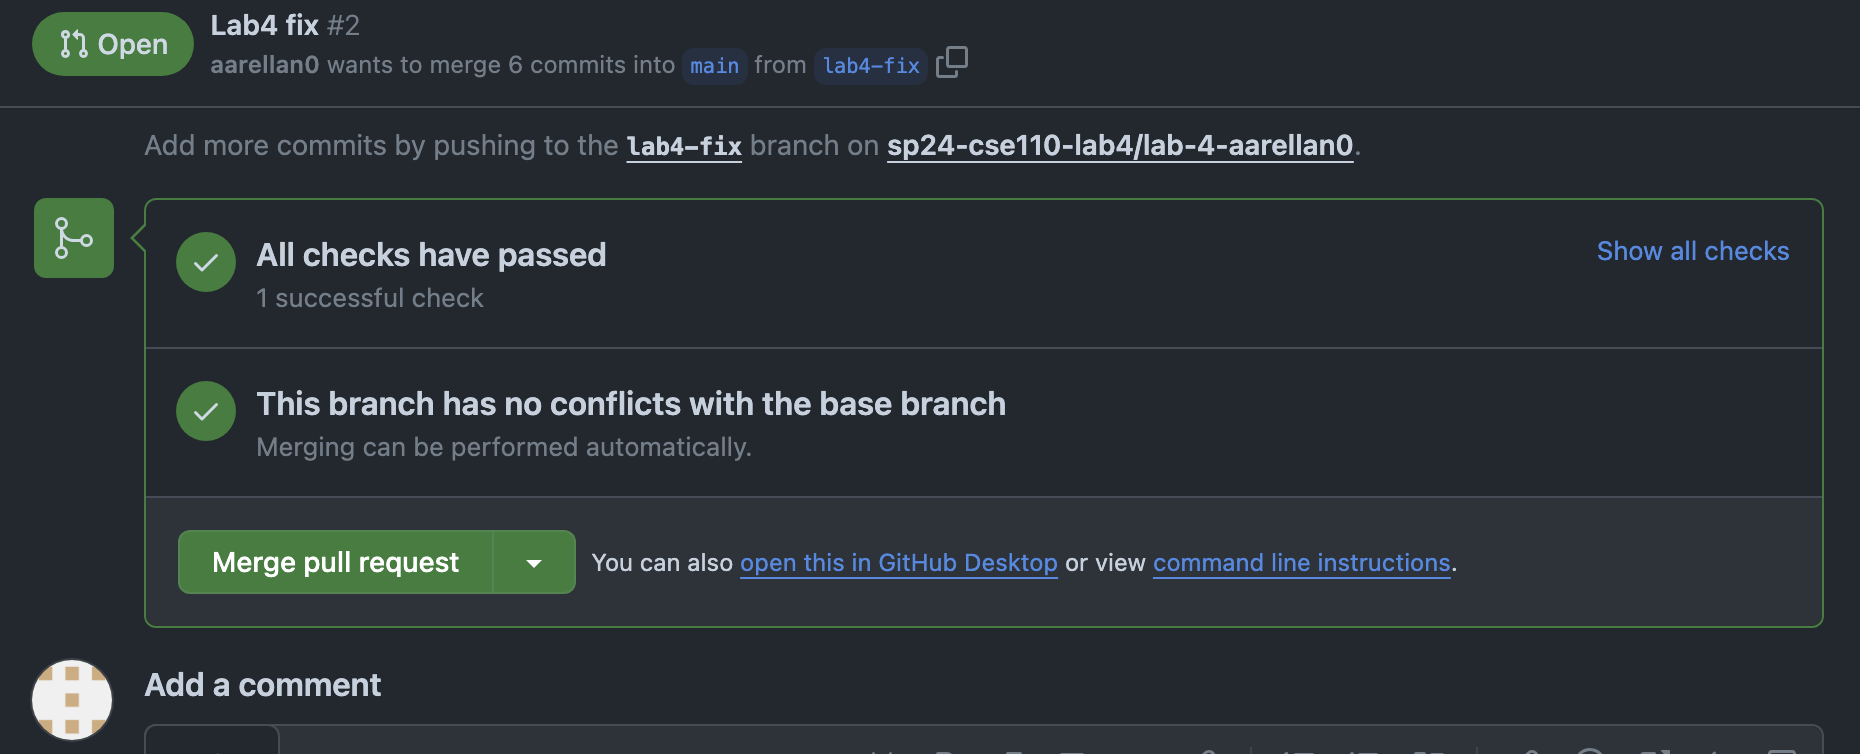 Open
Lab4 fix #2
aarellan0 wants to merge 6 commits into main from lab4-fix
Add more commits by pushing to the lab4-fix branch on sp24-cse110-lab4/lab-4-aarellan0.
All checks have passed
Show all checks
1 successful check
This branch has no conflicts with the base branch
Merging can be performed automatically.
Merge pull request
You can also open this in GitHub Desktop or view command line instructions.
Add a comment